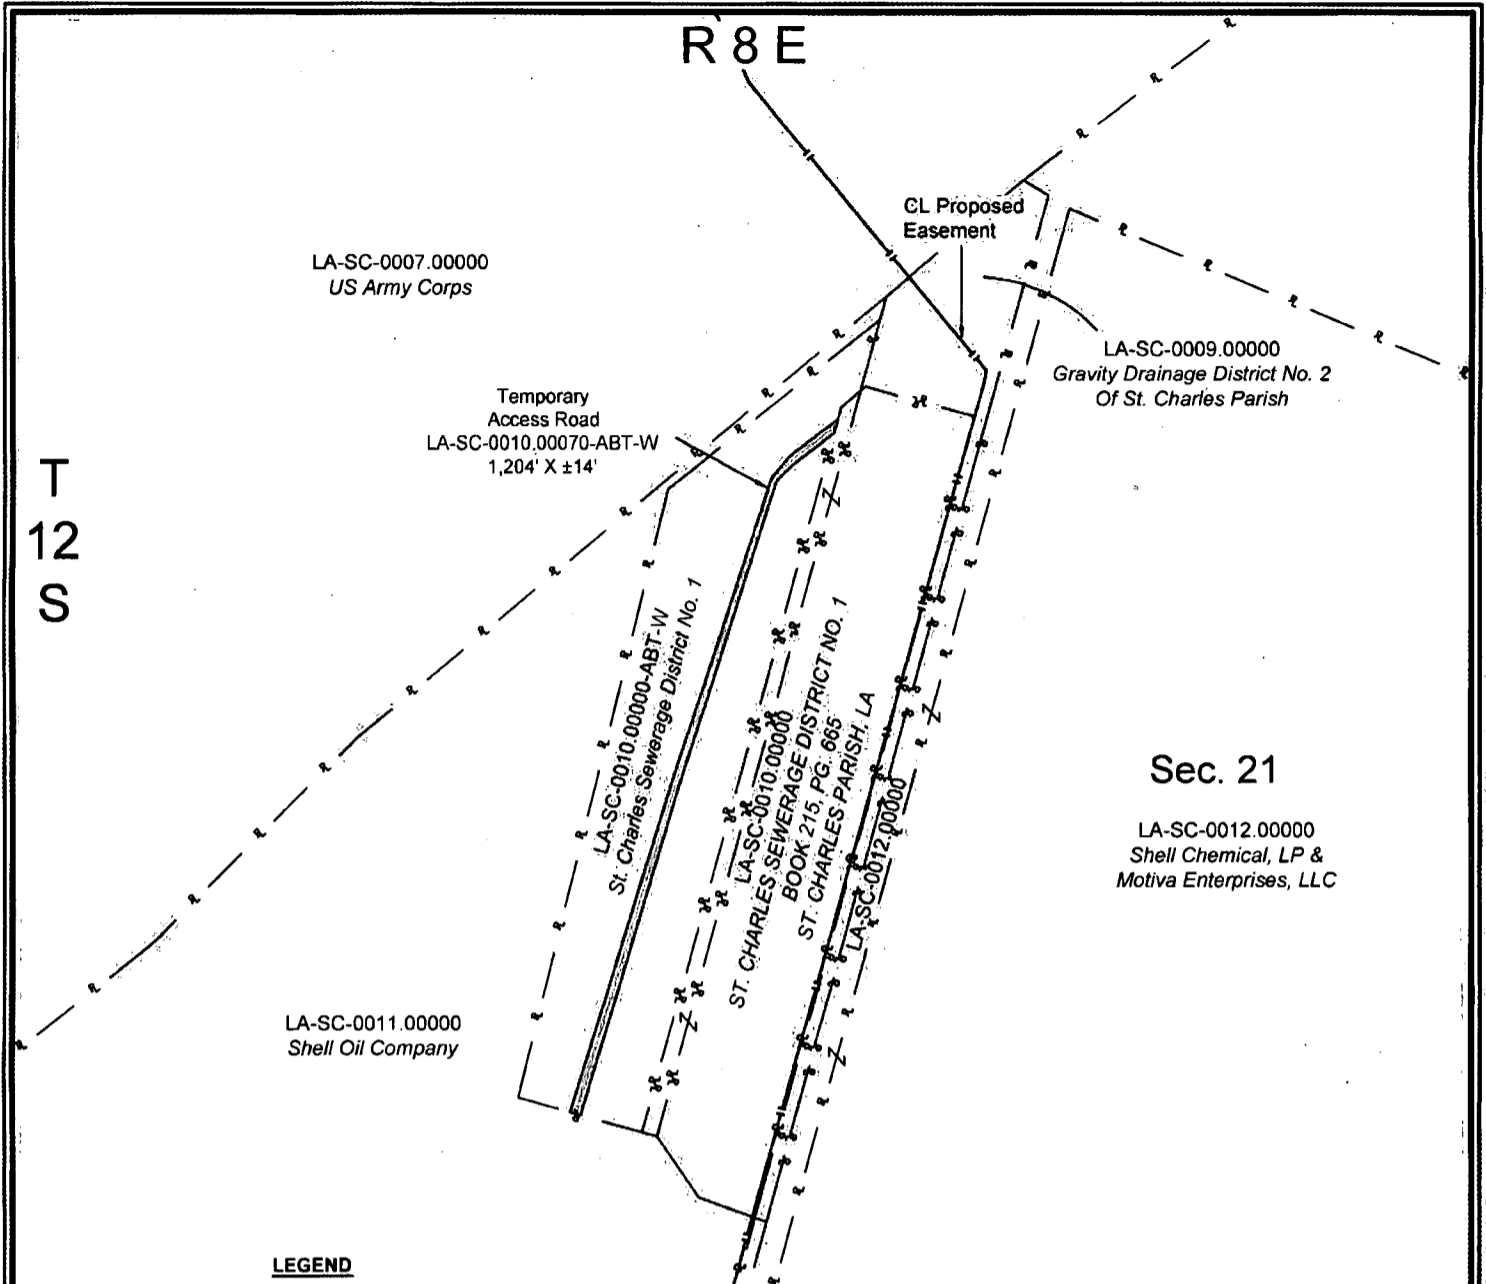 R 8 E
CL Proposed
Easement
LA-SC-0007.00000
US Army Corps
LA-SC-0009.00000
Gravity Drainage District No. 2
Of St. Charles Parish
Temporary
Access Road
LA-SC-0010.00070-ABT-W
1,204' X ±14'
T
12
S
LA-SC-0010.00000-ABT-W
St. Charles Sewerage District No. 1
LA-SC-0010.00000
ST. CHARLES SEWERAGE DISTRICT NO. 1
BOOK 215, PG. 665
ST. CHARLES PARISH, LA
LA-SC-0012.00000
Sec. 21
LA-SC-0012.00000
Shell Chemical, LP &
Motiva Enterprises, LLC
LA-SC-0011.00000
Shell Oil Company
LEGEND